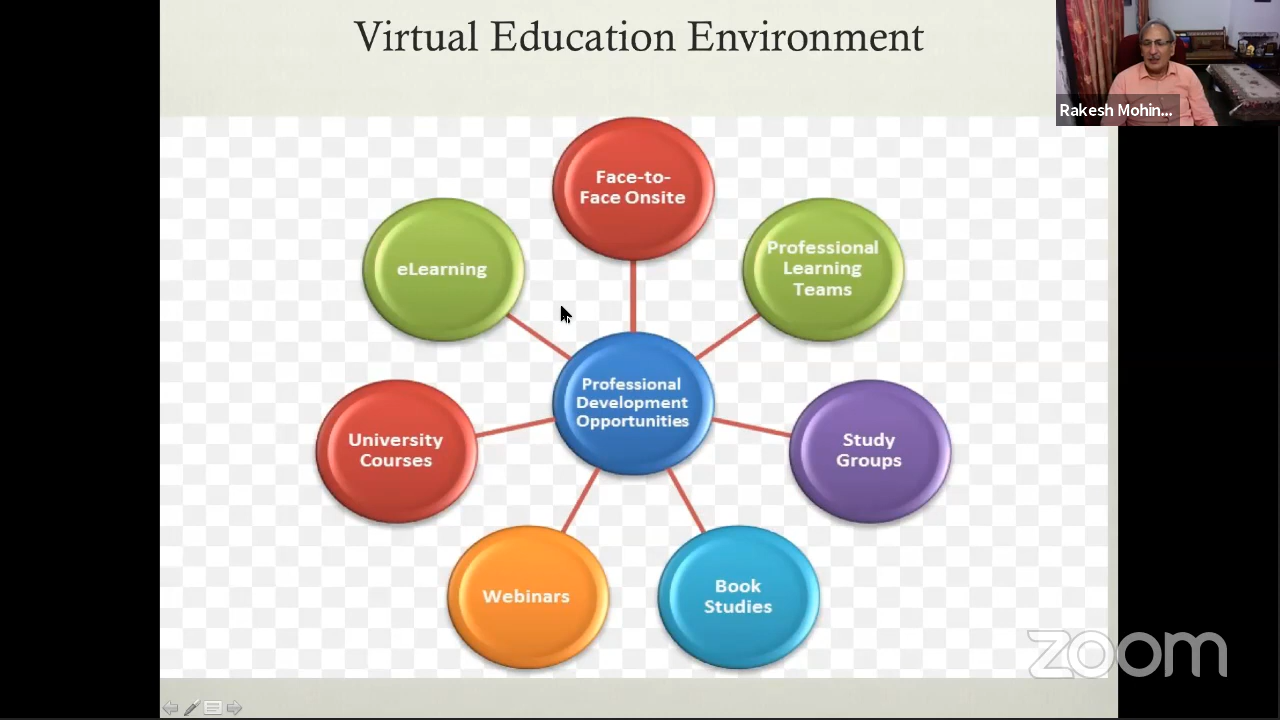 Virtual Education Environment
Rakesh Mohin...
Face-to-
Face Onsite
eLearning
Professional
Learning
Teams
Professional
Development
Opportunities
University
Courses
Study
Groups
Webinars
Book
Studies
zoom